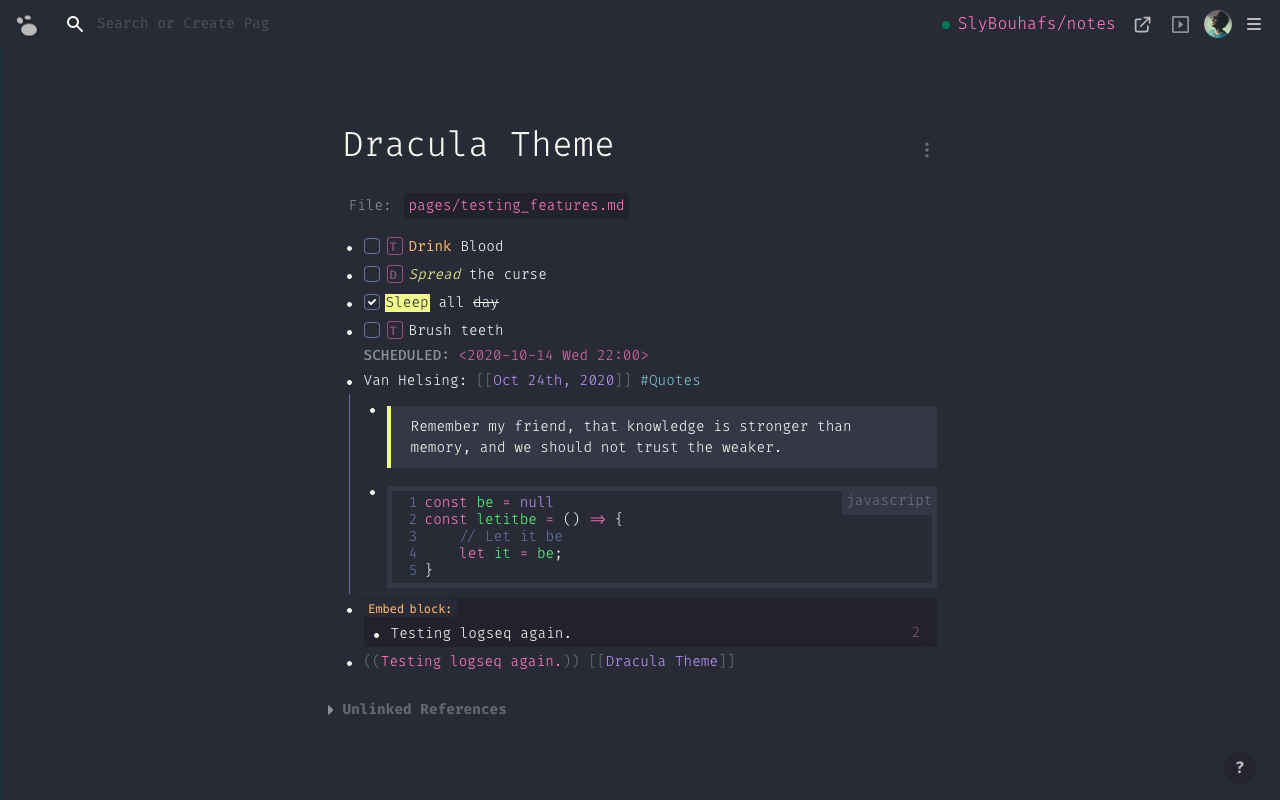 Search or Create Pag
SlyBouhafs/notes
Dracula Theme
File: pages/testing_features.md
T Drink Blood
D Spread the curse
Sleep all day
T Brush teeth
SCHEDULED: <2020-10-14 Wed 22:00>
Van Helsing: [[Oct 24th, 2020]] #Quotes
Remember my friend, that knowledge is stronger than
memory, and we should not trust the weaker.
javascript
1 const be = null
2 const letitbe = () => {
3 // Let it be
4 let it = be;
5 }
Embed block:
Testing logseq again. 2
((Testing logseq again.)) [[Dracula Theme]]
Unlinked References
?